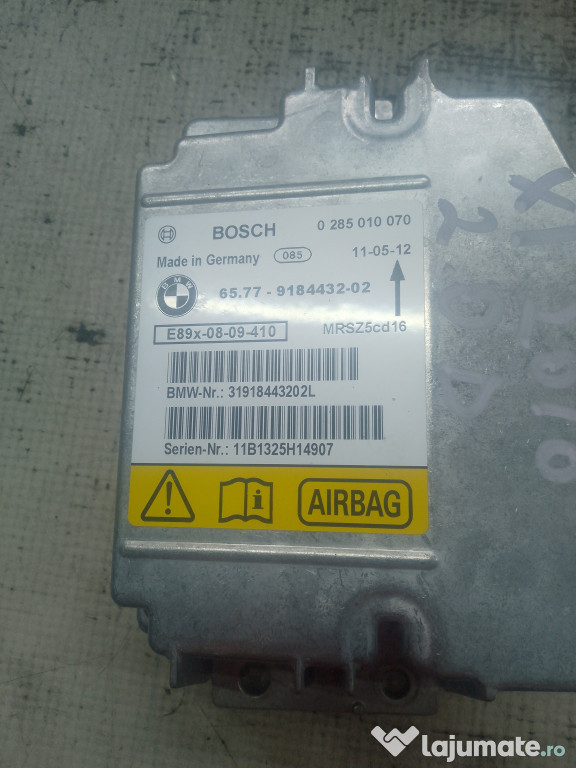 BOSCH 0 285 010 070
Made in Germany 085 11-05-12
BMW
65.77 - 9184432-02
E89x-08-09-410 MRSZ5cd16
BMW-Nr.: 31918443202L
Serien-Nr.: 11B1325H14907
AIRBAG
lajumate.ro